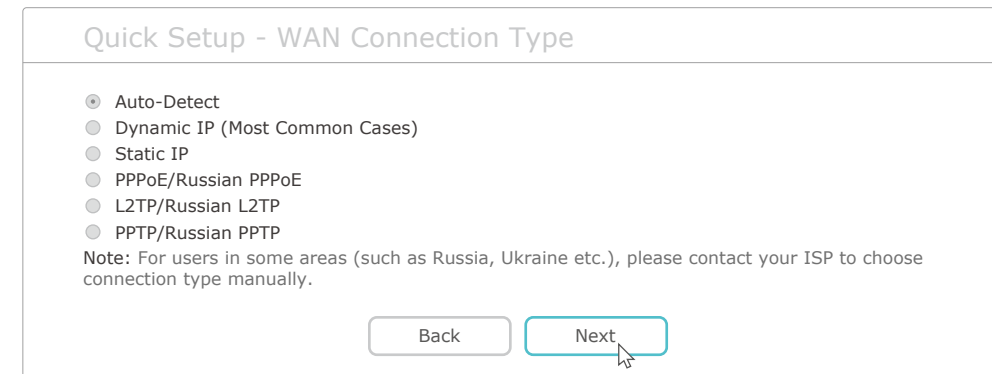 Quick Setup - WAN Connection Type
Auto-Detect
Dynamic IP (Most Common Cases)
Static IP
PPPoE/Russian PPPoE
L2TP/Russian L2TP
PPTP/Russian PPTP
Note: For users in some areas (such as Russia, Ukraine etc.), please contact your ISP to choose
connection type manually.
Back Next